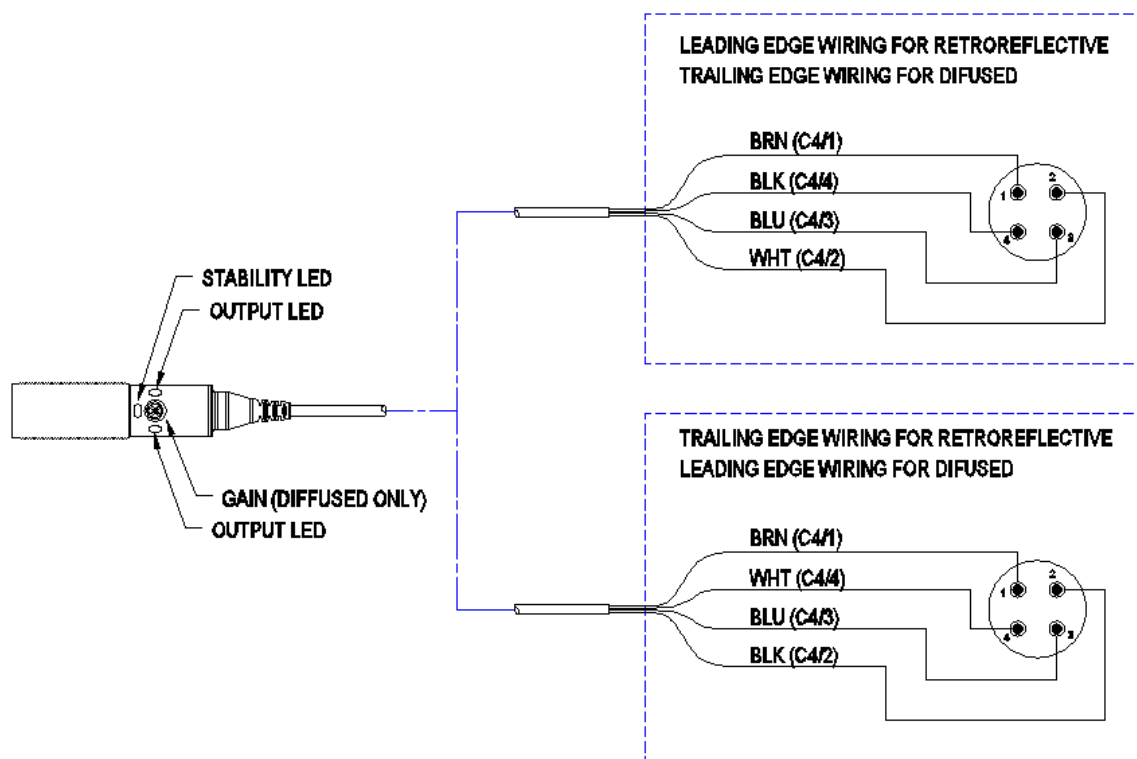 LEADING EDGE WIRING FOR RETROREFLECTIVE
TRAILING EDGE WIRING FOR DIFUSED
BRN (C4/1)
BLK (C4/4)
BLU (C4/3)
WHT (C4/2)
1
2
4
3
STABILITY LED
OUTPUT LED
GAIN (DIFFUSED ONLY)
OUTPUT LED
TRAILING EDGE WIRING FOR RETROREFLECTIVE
LEADING EDGE WIRING FOR DIFUSED
BRN (C4/1)
WHT (C4/4)
BLU (C4/3)
BLK (C4/2)
1
2
4
3